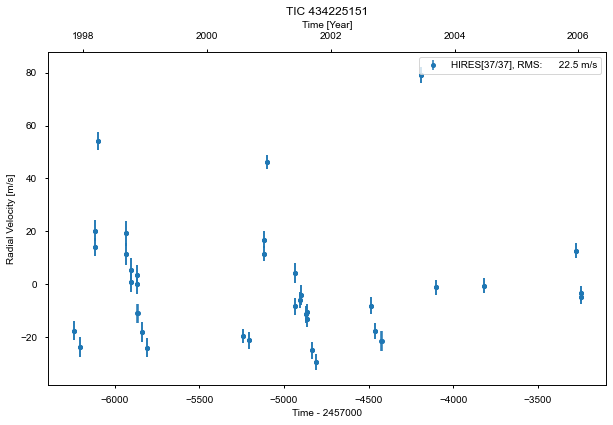 TIC 434225151
Time [Year]
1998 2000 2002 2004 2006
HIRES[37/37], RMS: 22.5 m/s
Radial Velocity [m/s]
80
60
40
20
0
−20
−6000 −5500 −5000 −4500 −4000 −3500
Time - 2457000